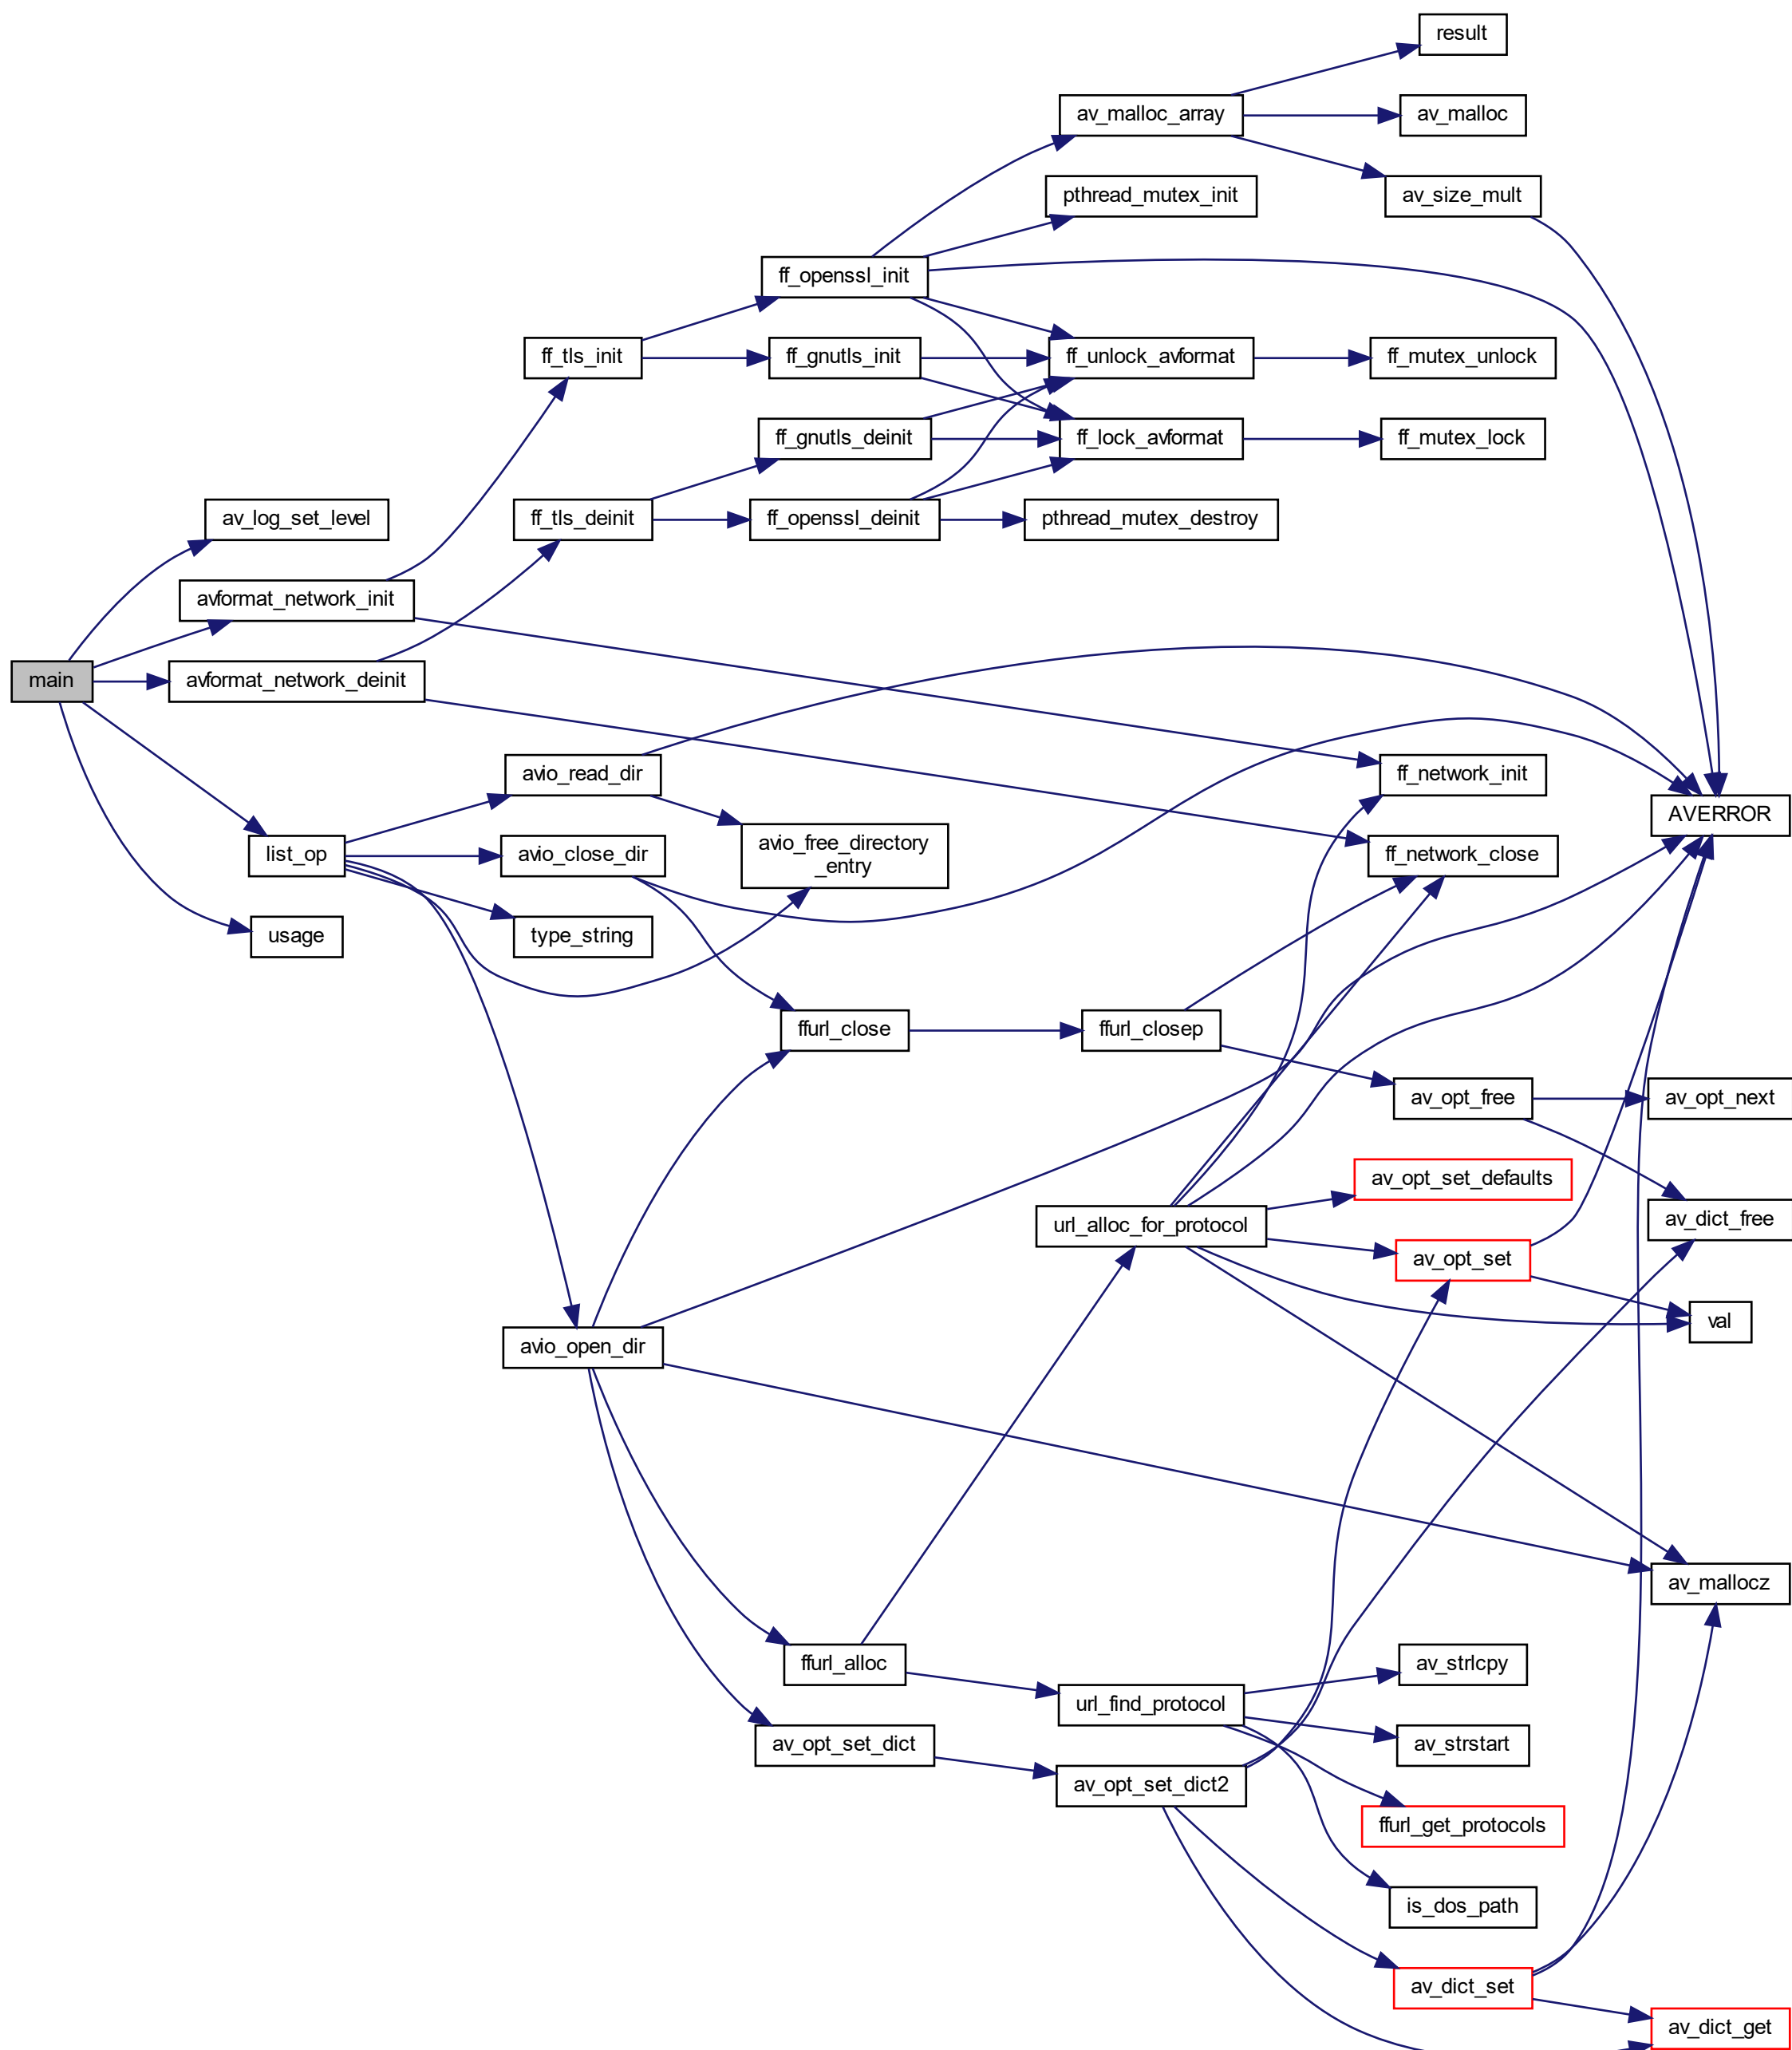 result
av_malloc_array
av_malloc
pthread_mutex_init
av_size_mult
ff_openssl_init
ff_tls_init
ff_gnutls_init
ff_unlock_avformat
ff_mutex_unlock
ff_gnutls_deinit
ff_lock_avformat
ff_mutex_lock
av_log_set_level
ff_tls_deinit
ff_openssl_deinit
pthread_mutex_destroy
avformat_network_init
main
avformat_network_deinit
avio_read_dir
ff_network_init
AVERROR
list_op
avio_close_dir
avio_free_directory
_entry
ff_network_close
usage
type_string
ffurl_close
ffurl_closep
av_opt_free
av_opt_next
av_opt_set_defaults
url_alloc_for_protocol
av_dict_free
av_opt_set
val
avio_open_dir
av_mallocz
ffurl_alloc
av_strlcpy
url_find_protocol
av_opt_set_dict
av_strstart
av_opt_set_dict2
ffurl_get_protocols
is_dos_path
av_dict_set
av_dict_get